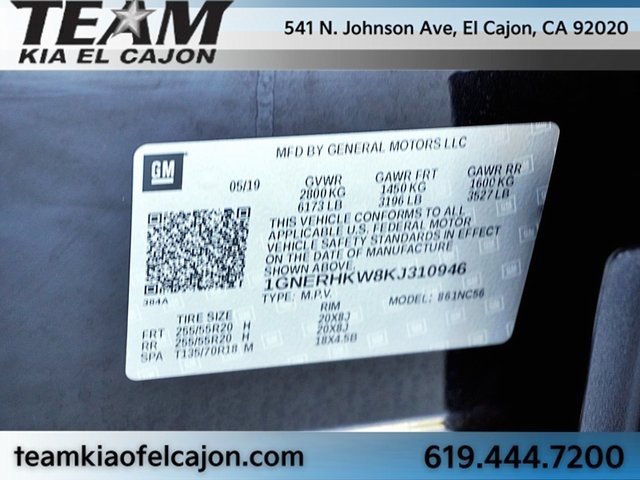 TEAM
KIA EL CAJON
541 N. Johnson Ave, El Cajon, CA 92020
GM
MFD BY GENERAL MOTORS LLC
05/19 GVWR GAWR FRT GAWR RR
2800 KG 1450 KG 1600 KG
6173 LB 3196 LB 3527 LB
THIS VEHICLE CONFORMS TO ALL
APPLICABLE U.S. FEDERAL MOTOR
VEHICLE SAFETY STANDARDS IN EFFECT
ON THE DATE OF MANUFACTURE
SHOWN ABOVE.
1GNERHKW8KJ310946
384A
TYPE: M.P.V. MODEL: 861NC56
TIRE SIZE RIM
FRT 255/55R20 H 20X8J
RR 255/55R20 H 20X8J
SPA T135/70R18 M 18X4.5B
teamkiaofelcajon.com 619.444.7200